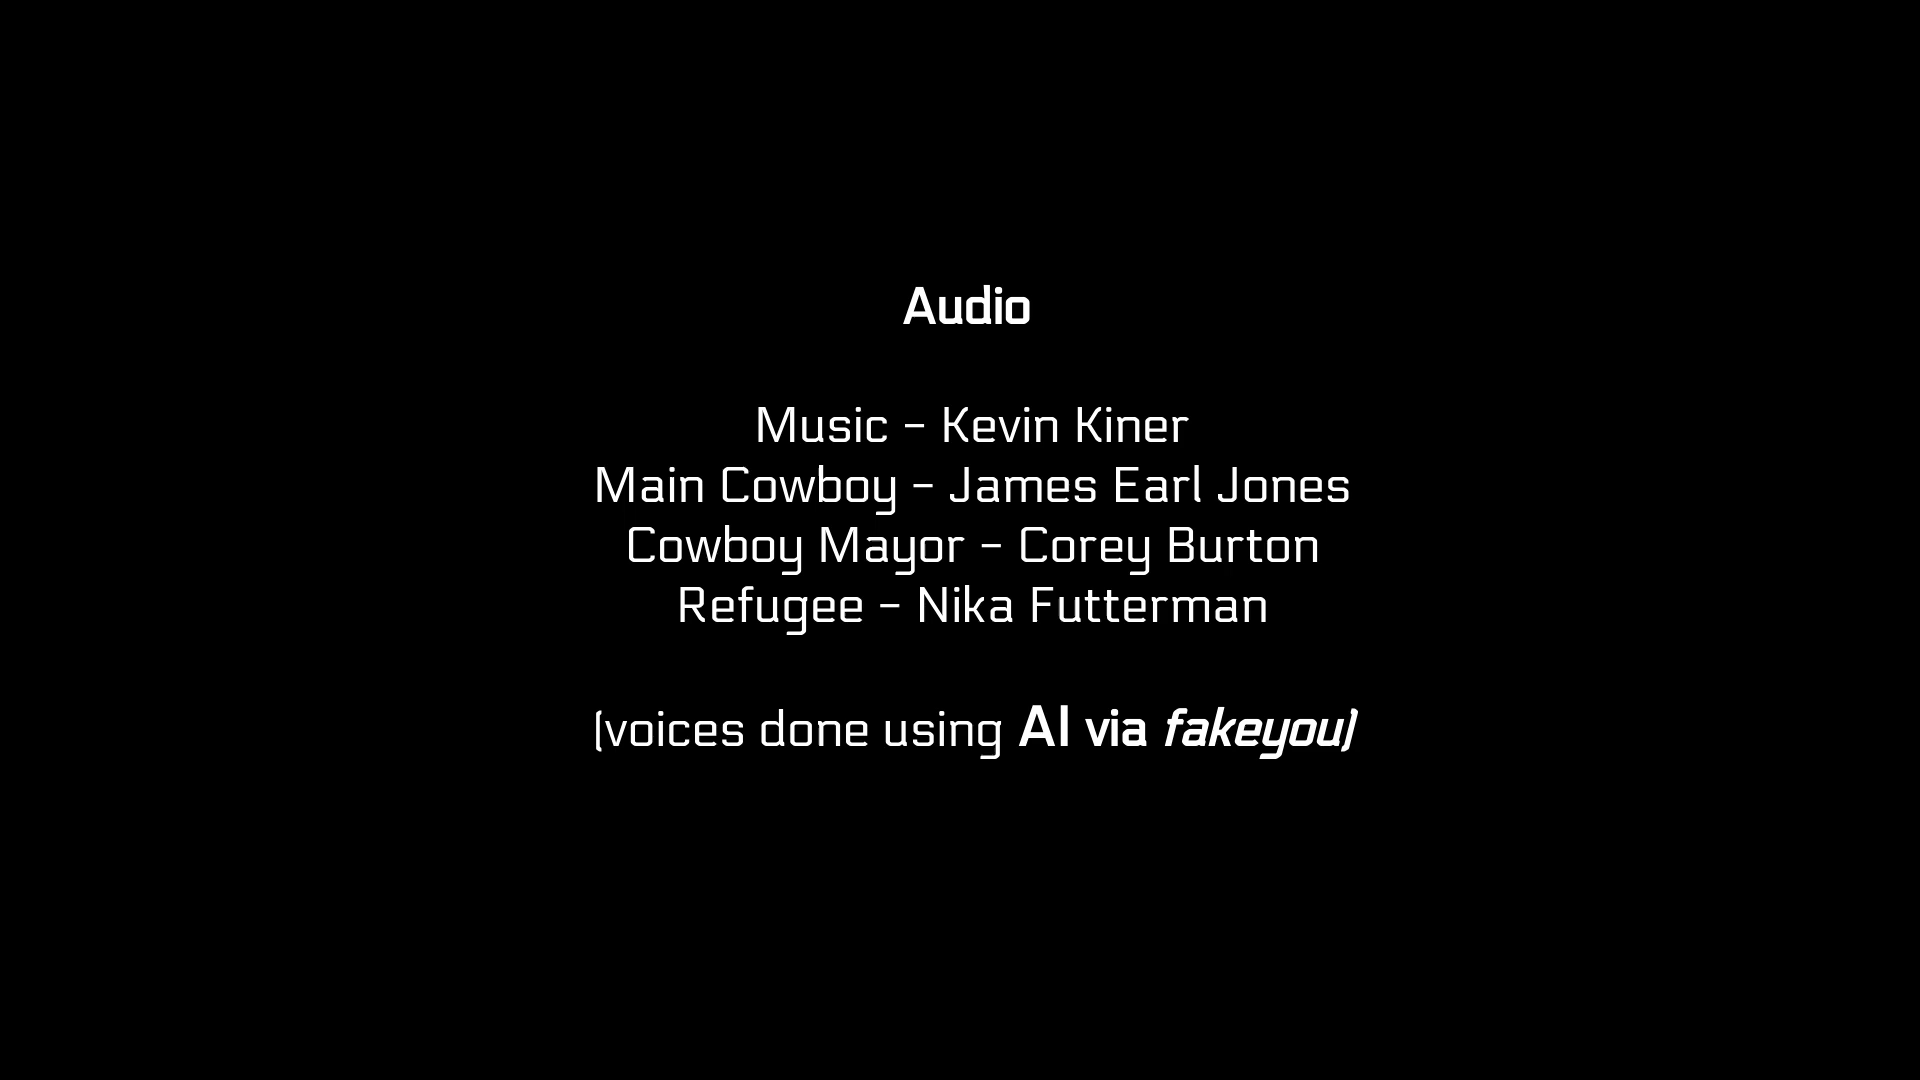 Audio
Music - Kevin Kiner
Main Cowboy - James Earl Jones
Cowboy Mayor - Corey Burton
Refugee - Nika Futterman
(voices done using AI via fakeyou)